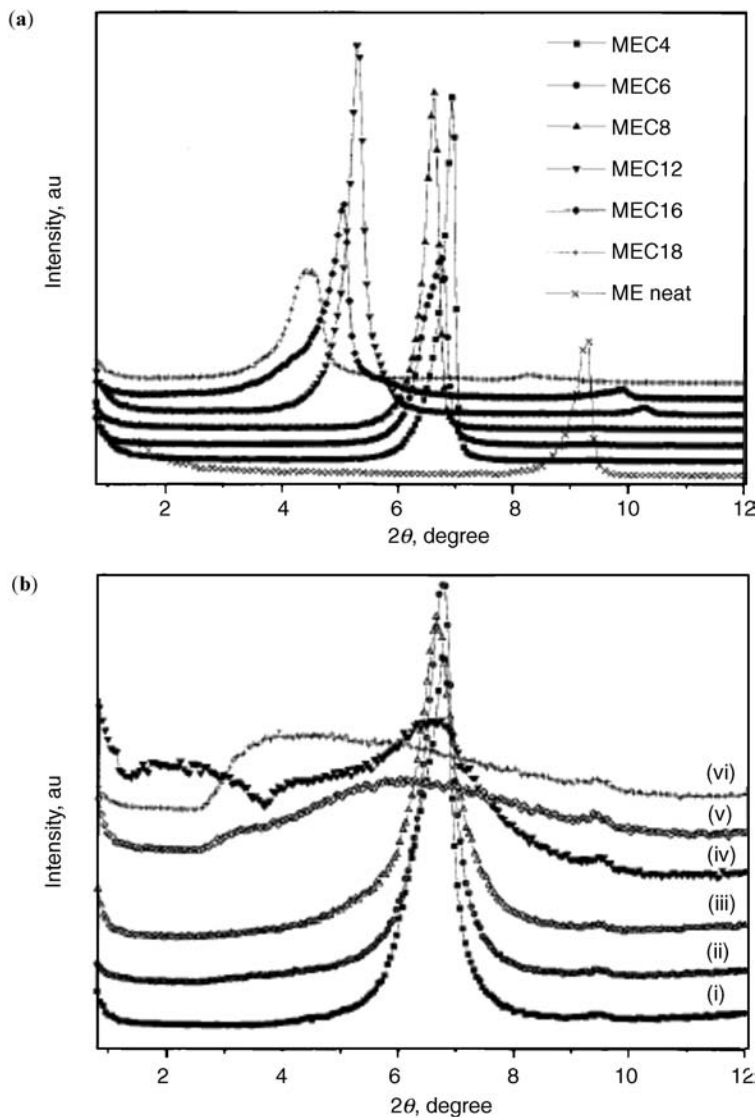 (a)
Intensity, au
MEC4
MEC6
MEC8
MEC12
MEC16
MEC18
ME neat
2 4 6 8 10 12
2θ, degree
(b)
Intensity, au
(vi)
(v)
(iv)
(iii)
(ii)
(i)
2 4 6 8 10 12
2θ, degree